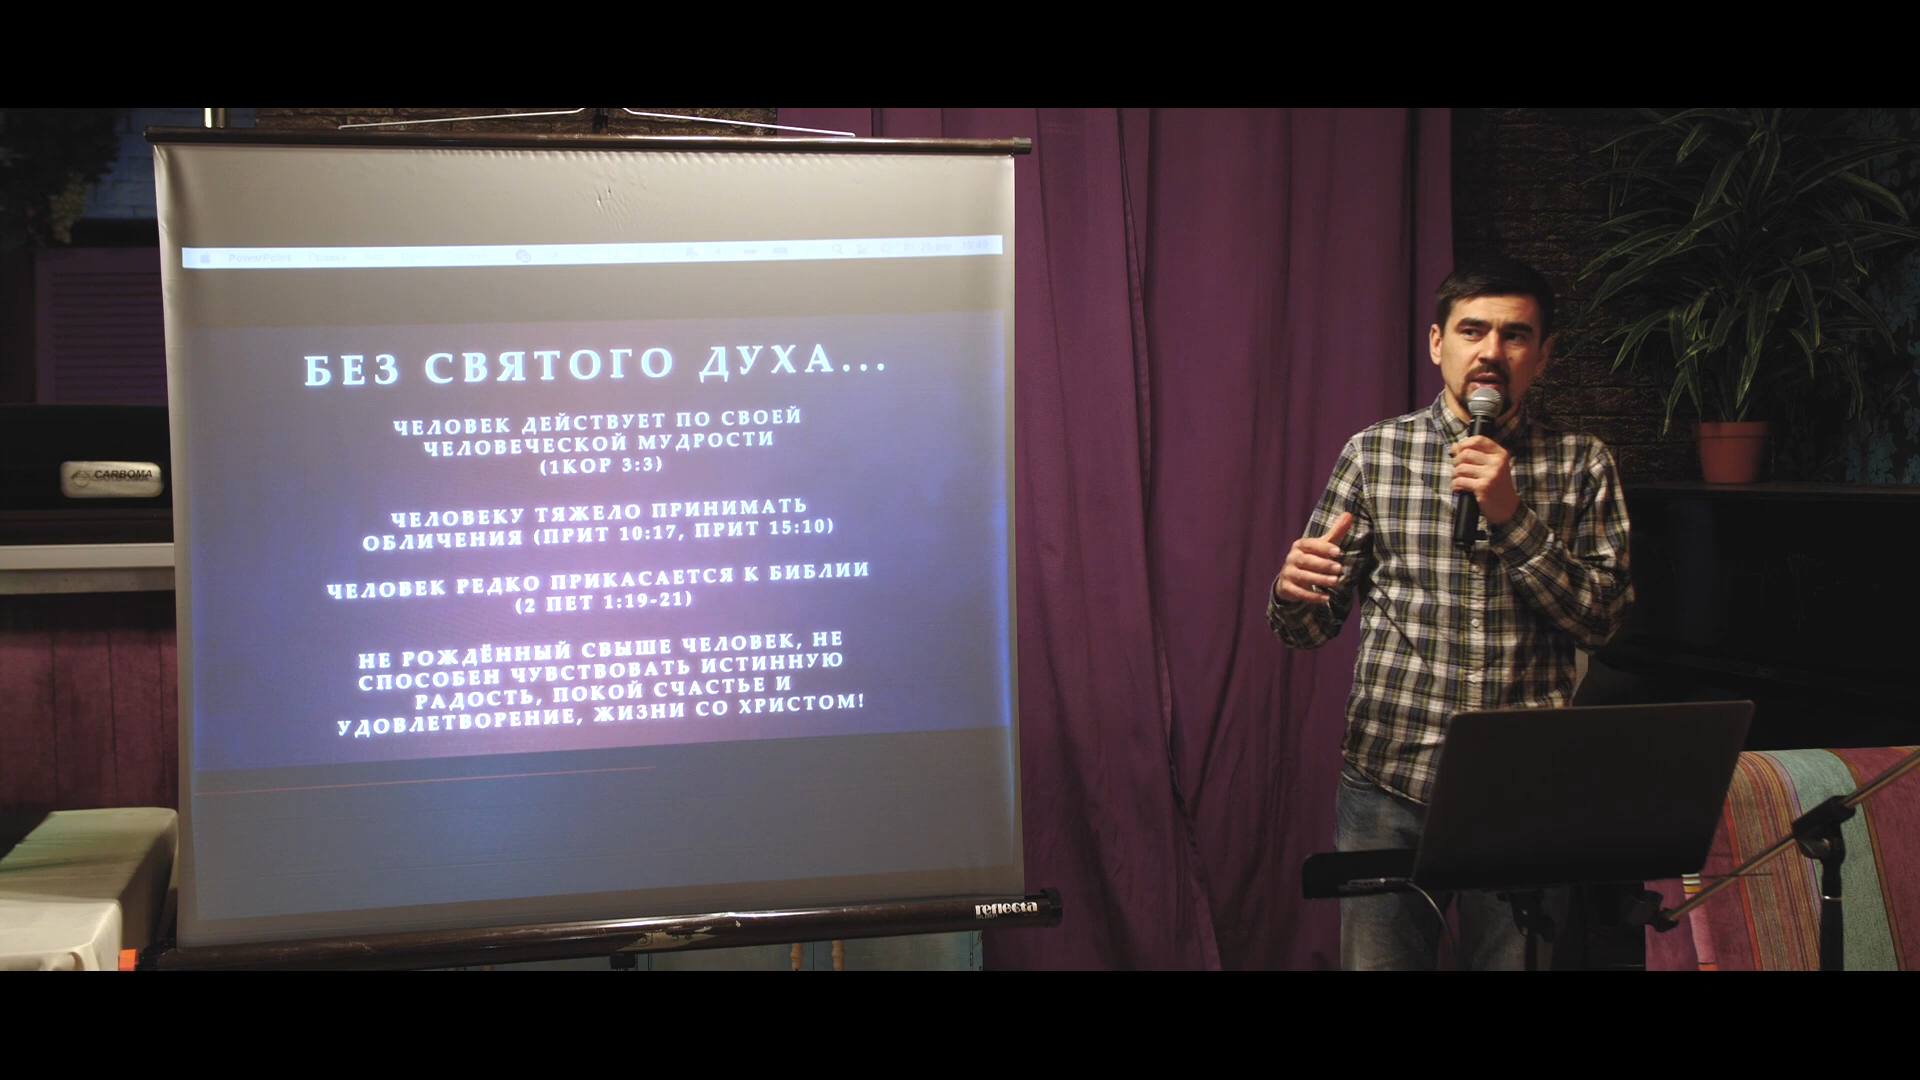 PowerPoint
БЕЗ СВЯТОГО ДУХА...
ЧЕЛОВЕК ДЕЙСТВУЕТ ПО СВОЕЙ
ЧЕЛОВЕЧЕСКОЙ МУДРОСТИ
(1КОР 3:3)
ЧЕЛОВЕКУ ТЯЖЕЛО ПРИНИМАТЬ
ОБЛИЧЕНИЯ (ПРИТ 10:17, ПРИТ 15:10)
ЧЕЛОВЕК РЕДКО ПРИКАСАЕТСЯ К БИБЛИИ
(2 ПЕТ 1:19-21)
НЕ РОЖДЁННЫЙ СВЫШЕ ЧЕЛОВЕК, НЕ
СПОСОБЕН ЧУВСТВОВАТЬ ИСТИННУЮ
РАДОСТЬ, ПОКОЙ СЧАСТЬЕ И
УДОВЛЕТВОРЕНИЕ, ЖИЗНИ СО ХРИСТОМ!
CARBOMA
reflecta